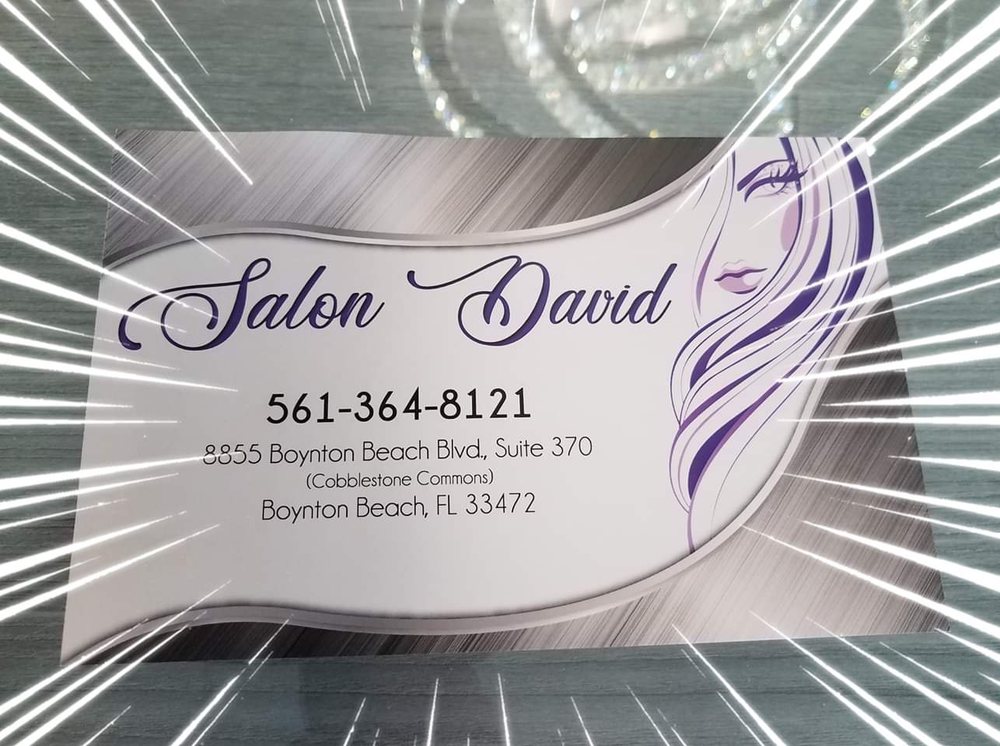 Salon David
561-364-8121
8855 Boynton Beach Blvd., Suite 370
(Cobblestone Commons)
Boynton Beach, FL 33472